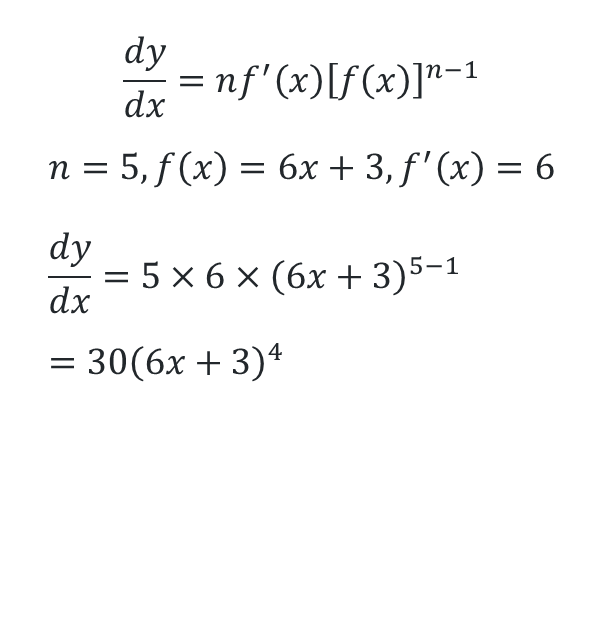 dy/dx = nf′(x)[f(x)]ⁿ⁻¹
n = 5, f(x) = 6x + 3, f′(x) = 6
dy/dx = 5 × 6 × (6x + 3)⁵⁻¹
= 30(6x + 3)⁴